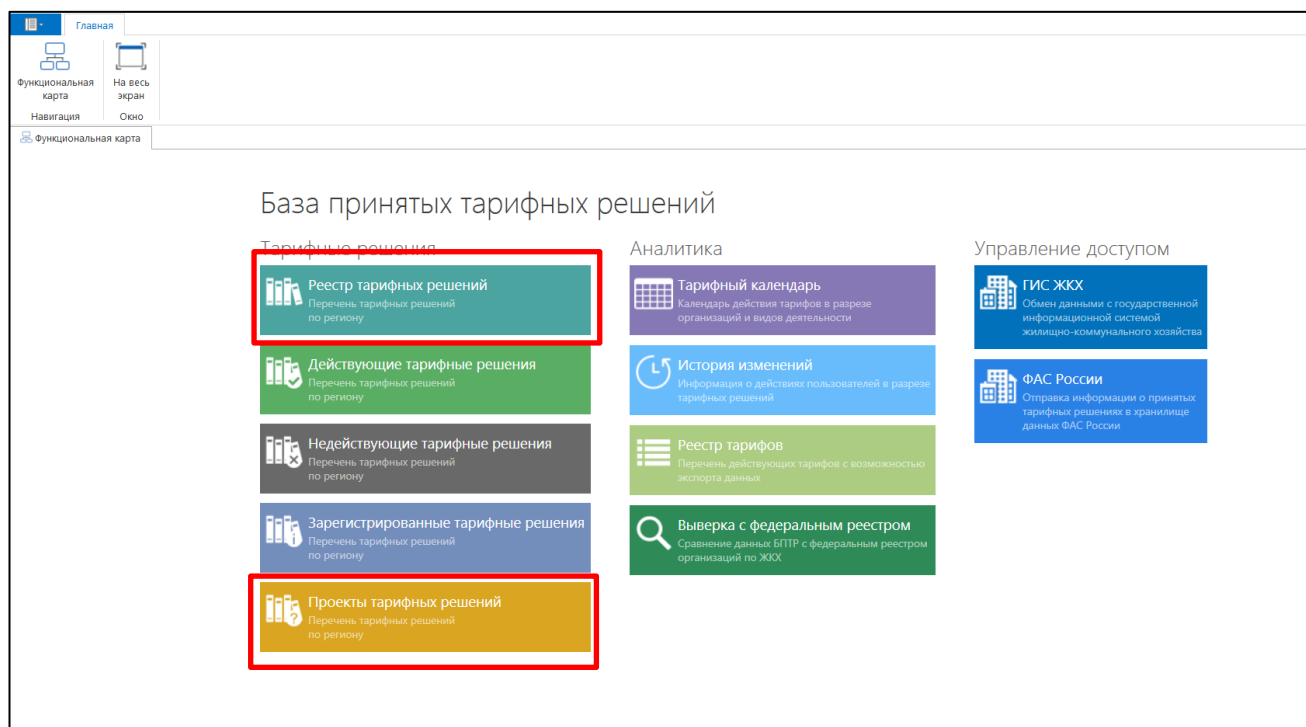 Главная
Функциональная
карта
На весь
экран
Навигация
Окно
Функциональная карта
База принятых тарифных решений
Тарифные решения
Реестр тарифных решений
Перечень тарифных решений
по региону
Действующие тарифные решения
Перечень тарифных решений
по региону
Недействующие тарифные решения
Перечень тарифных решений
по региону
Зарегистрированные тарифные решения
Перечень тарифных решений
по региону
Проекты тарифных решений
Перечень тарифных решений
по региону
Аналитика
Тарифный календарь
Календарь действия тарифов в разрезе
организаций и видов деятельности
История изменений
Информация о действиях пользователей в разрезе
тарифных решений
Реестр тарифов
Перечень действующих тарифов с возможностью
экспорта данных
Выверка с федеральным реестром
Сравнение данных БПТР с федеральным реестром
организаций по ЖКХ
Управление доступом
ГИС ЖКХ
Обмен данными с государственной
информационной системой
жилищно-коммунального хозяйства
ФАС России
Отправка информации о принятых
тарифных решениях в хранилище
данных ФАС России